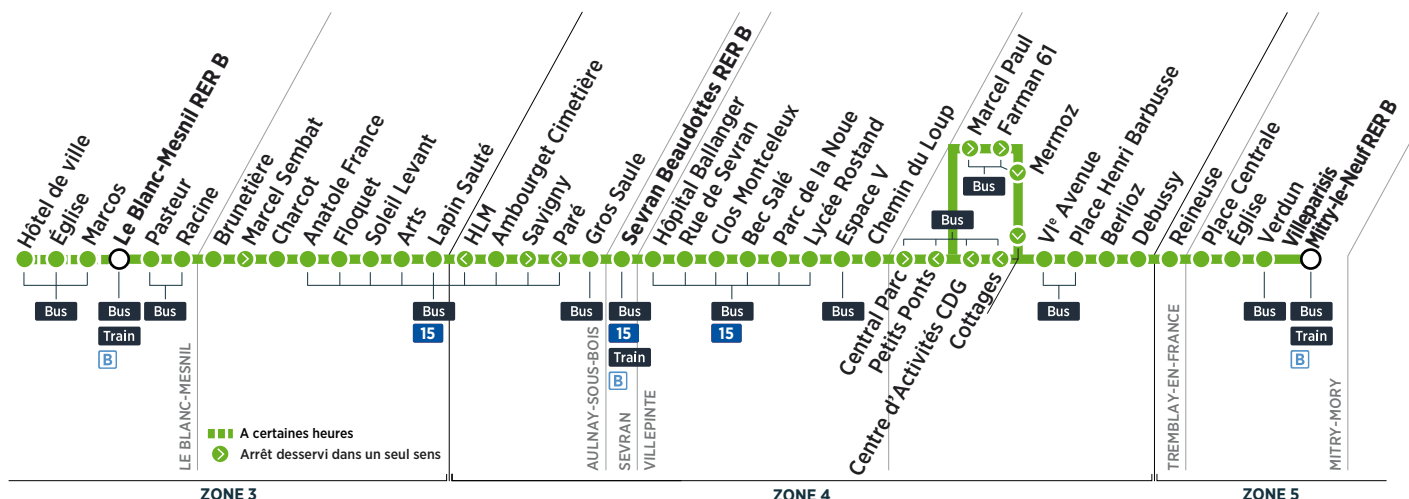 Hôtel de ville
Église
Marcos
Le Blanc-Mesnil RER B
Pasteur
Racine
Brunetière
Marcel Sembat
Charcot
Anatole France
Floquet
Soleil Levant
Arts
Lapin Sauté
HLM
Ambourget Cimetière
Savigny
Paré
Gros Saule
Sevran Beaudottes RER B
Hôpital Ballanger
Rue de Sevran
Clos Montceleux
Bec Salé
Parc de la Noue
Lycée Rostand
Espace V
Chemin du Loup
Central Parc
Petits Ponts
Centre d'Activités CDG
Cottages
Marcel Paul
Farman 61
Mermoz
VIe Avenue
Place Henri Barbusse
Berlioz
Debussy
Reineuse
Place Centrale
Église
Verdun
Villeparisis
Mitry-le-Neuf RER B
Bus
Bus
Bus
Train
B
Bus
Bus
15
Bus
Bus
15
Train
B
Bus
15
Bus
Bus
Bus
Bus
Bus
Bus
Train
B
LE BLANC-MESNIL
AULNAY-SOUS-BOIS
SEVRAN
VILLEPINTE
TREMBLAY-EN-FRANCE
MITRY-MORY
A certaines heures
Arrêt desservi dans un seul sens
ZONE 3
ZONE 4
ZONE 5